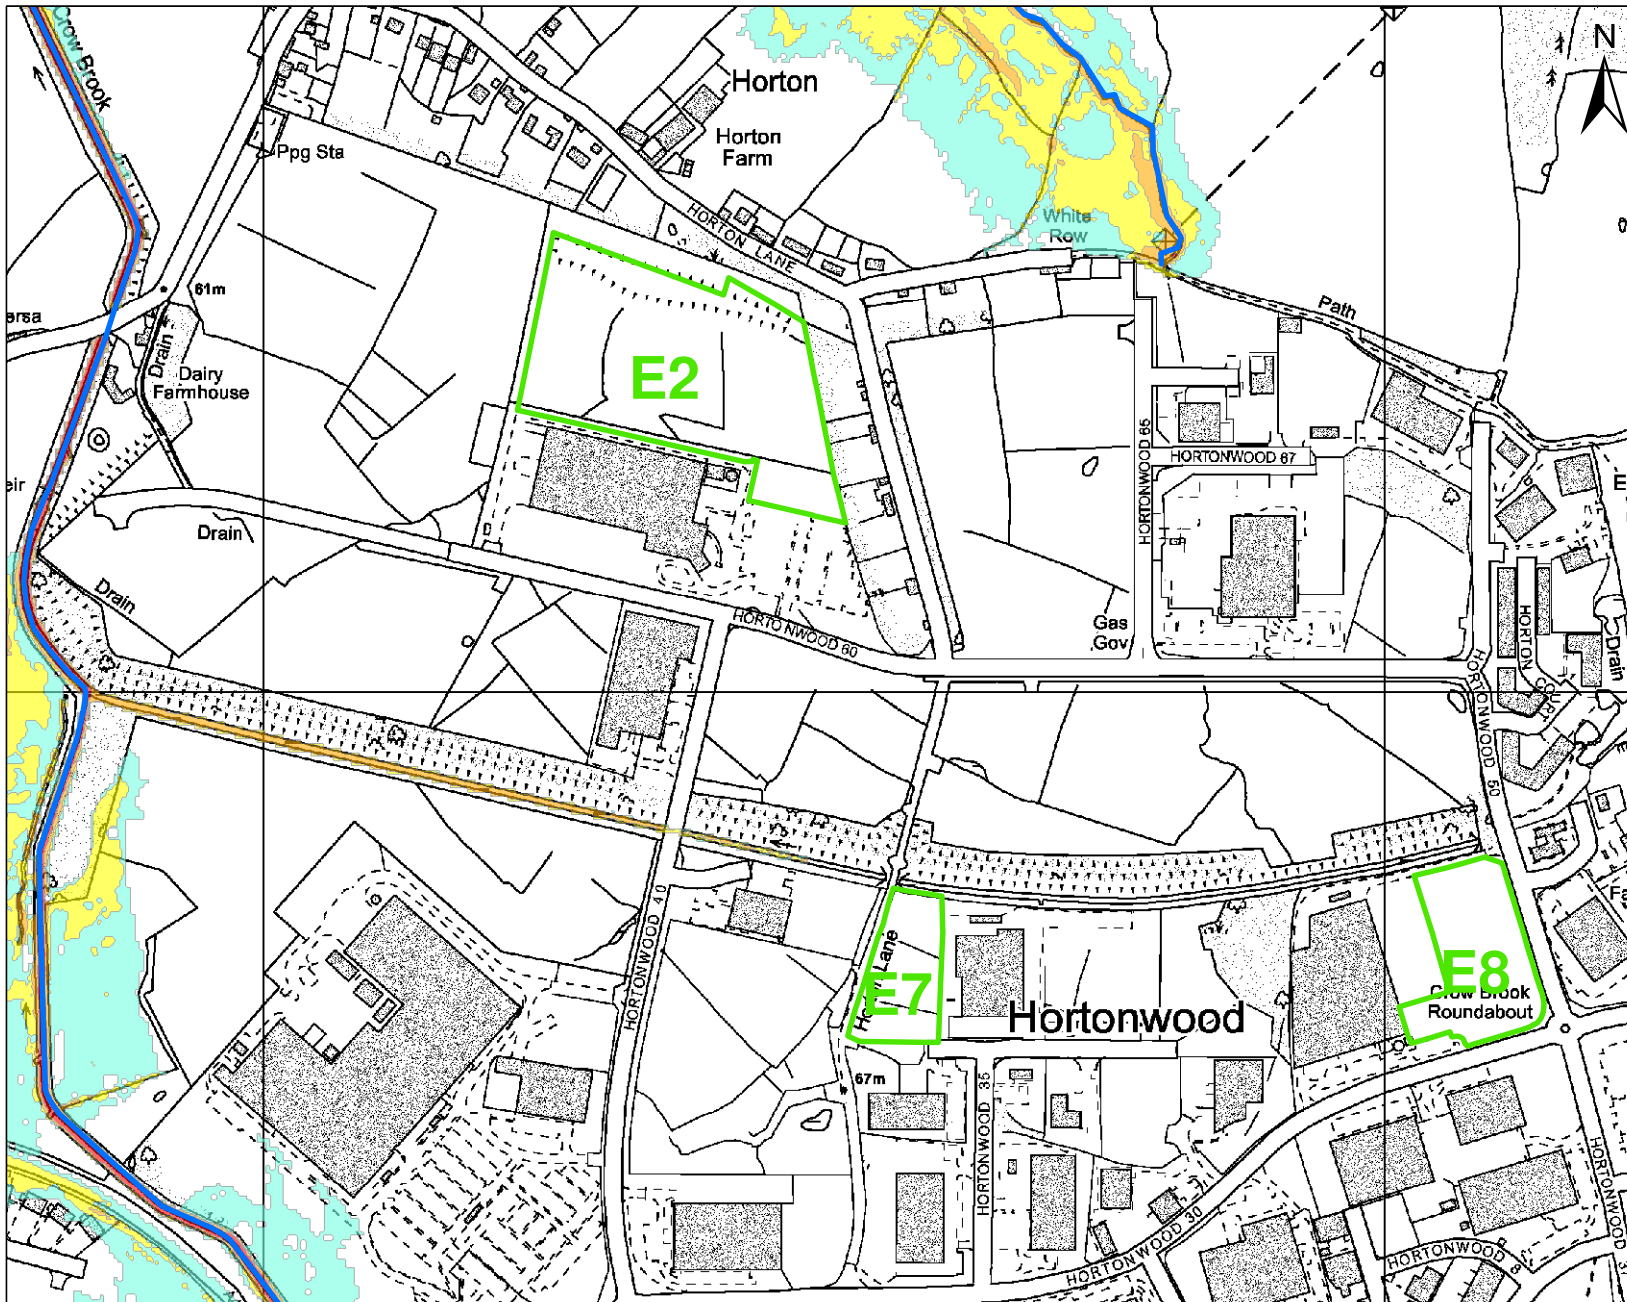 Crow Brook
N
Horton
Horton
Farm
Ppg Sta
HORTON LANE
White
Row
61m
Path
Drain
Dairy
Farmhouse
E2
HORTONWOOD 65
HORTONWOOD 67
Drain
Drain
Gas
Gov
HORTONWOOD 60
HORTON COURT
Drain
HORTONWOOD 50
HORTONWOOD 40
Lane
E7
E8
Crow Brook
Roundabout
Hortonwood
67m
HORTONWOOD 35
HORTONWOOD 30
HORTONWOOD 8
HORTONWOOD